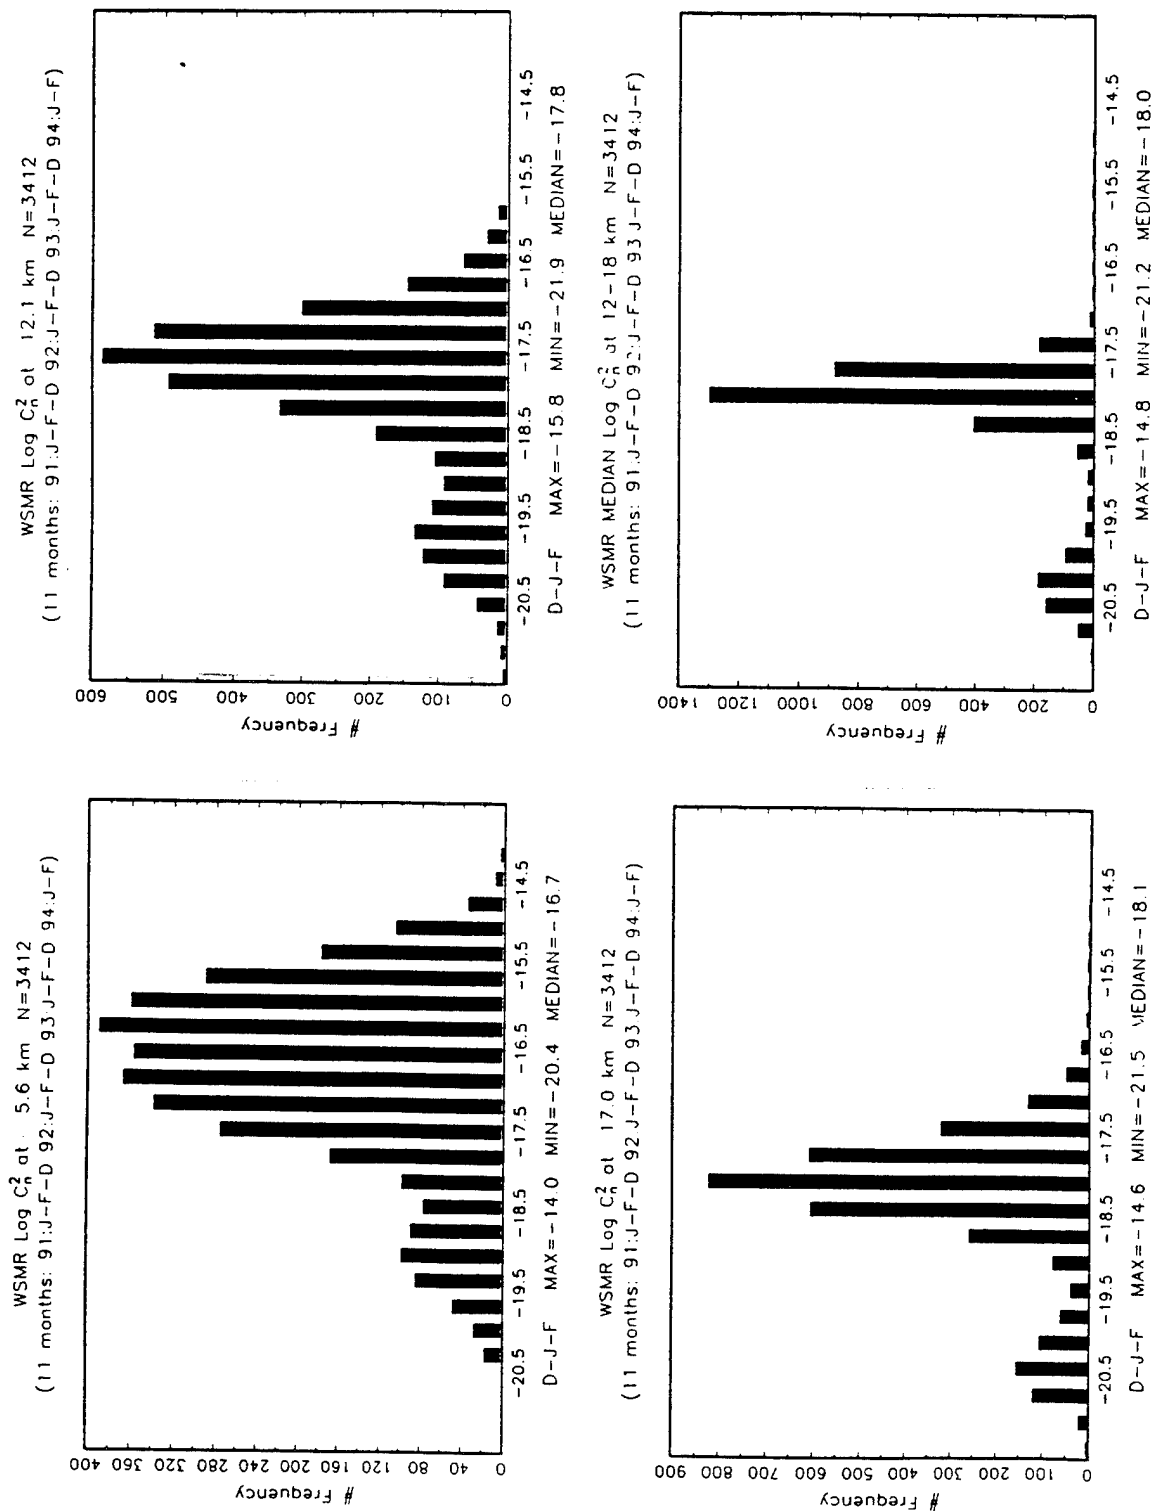 WSMR Log C_n^2 at 5.6 km N=3412
(11 months: 91:J-F-D 92:J-F-D 93:J-F-D 94:J-F)
# Frequency
400
360
320
280
240
200
160
120
80
40
0
-20.5 -19.5 -18.5 -17.5 -16.5 -15.5 -14.5
D-J-F MAX=-14.0 MIN=-20.4 MEDIAN=-16.7
WSMR Log C_n^2 at 12.1 km N=3412
(11 months: 91:J-F-D 92:J-F-D 93:J-F-D 94:J-F)
# Frequency
600
500
400
300
200
100
0
-20.5 -19.5 -18.5 -17.5 -16.5 -15.5 -14.5
D-J-F MAX=-15.8 MIN=-21.9 MEDIAN=-17.8
WSMR Log C_n^2 at 17.0 km N=3412
(11 months: 91:J-F-D 92:J-F-D 93:J-F-D 94:J-F)
# Frequency
900
800
700
600
500
400
300
200
100
0
-20.5 -19.5 -18.5 -17.5 -16.5 -15.5 -14.5
D-J-F MAX=-14.6 MIN=-21.5 MEDIAN=-18.1
WSMR MEDIAN Log C_n^2 at 12-18 km N=3412
(11 months: 91:J-F-D 92:J-F-D 93:J-F-D 94:J-F)
# Frequency
1400
1200
1000
800
600
400
200
0
-20.5 -19.5 -18.5 -17.5 -16.5 -15.5 -14.5
D-J-F MAX=-14.8 MIN=-21.2 MEDIAN=-18.0